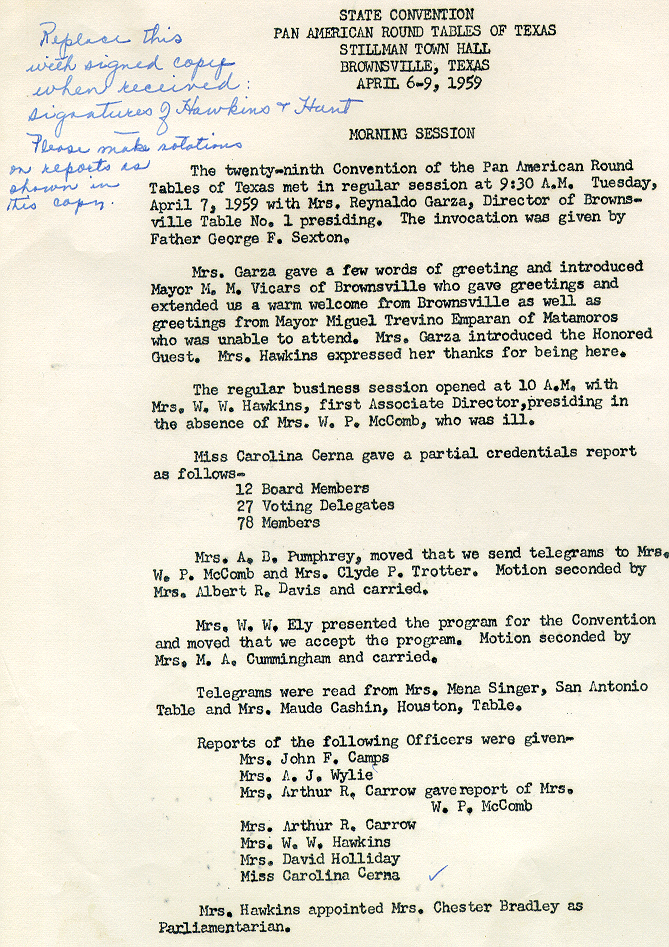 Replace this
with signed copy
when received:
signatures of Hawkins & Hunt
Please make notations
on reports as
shown in
this copy.
STATE CONVENTION
PAN AMERICAN ROUND TABLES OF TEXAS
STILLMAN TOWN HALL
BROWNSVILLE, TEXAS
APRIL 6-9, 1959
MORNING SESSION
The twenty-ninth Convention of the Pan American Round
Tables of Texas met in regular session at 9:30 A.M. Tuesday,
April 7, 1959 with Mrs. Reynaldo Garza, Director of Browns-
ville Table No. 1 presiding. The invocation was given by
Father George F. Sexton.
Mrs. Garza gave a few words of greeting and introduced
Mayor M. M. Vicars of Brownsville who gave greetings and
extended us a warm welcome from Brownsville as well as
greetings from Mayor Miguel Trevino Emparan of Matamoros
who was unable to attend. Mrs. Garza introduced the Honored
Guest. Mrs. Hawkins expressed her thanks for being here.
The regular business session opened at 10 A.M. with
Mrs. W. W. Hawkins, first Associate Director,presiding in
the absence of Mrs. W. P. McComb, who was ill.
Miss Carolina Cerna gave a partial credentials report
as follows-
12 Board Members
27 Voting Delegates
78 Members
Mrs. A. B. Pumphrey, moved that we send telegrams to Mrs.
W. P. McComb and Mrs. Clyde P. Trotter. Motion seconded by
Mrs. Albert R. Davis and carried.
Mrs. W. W. Ely presented the program for the Convention
and moved that we accept the program. Motion seconded by
Mrs. M. A. Cummingham and carried.
Telegrams were read from Mrs. Mena Singer, San Antonio
Table and Mrs. Maude Cashin, Houston, Table.
Reports of the following Officers were given-
Mrs. John F. Camps
Mrs. A. J. Wylie
Mrs. Arthur R. Carrow gave report of Mrs.
W. P. McComb
Mrs. Arthur R. Carrow
Mrs. W. W. Hawkins
Mrs. David Holliday
Miss Carolina Cerna ✓
Mrs. Hawkins appointed Mrs. Chester Bradley as
Parliamentarian.